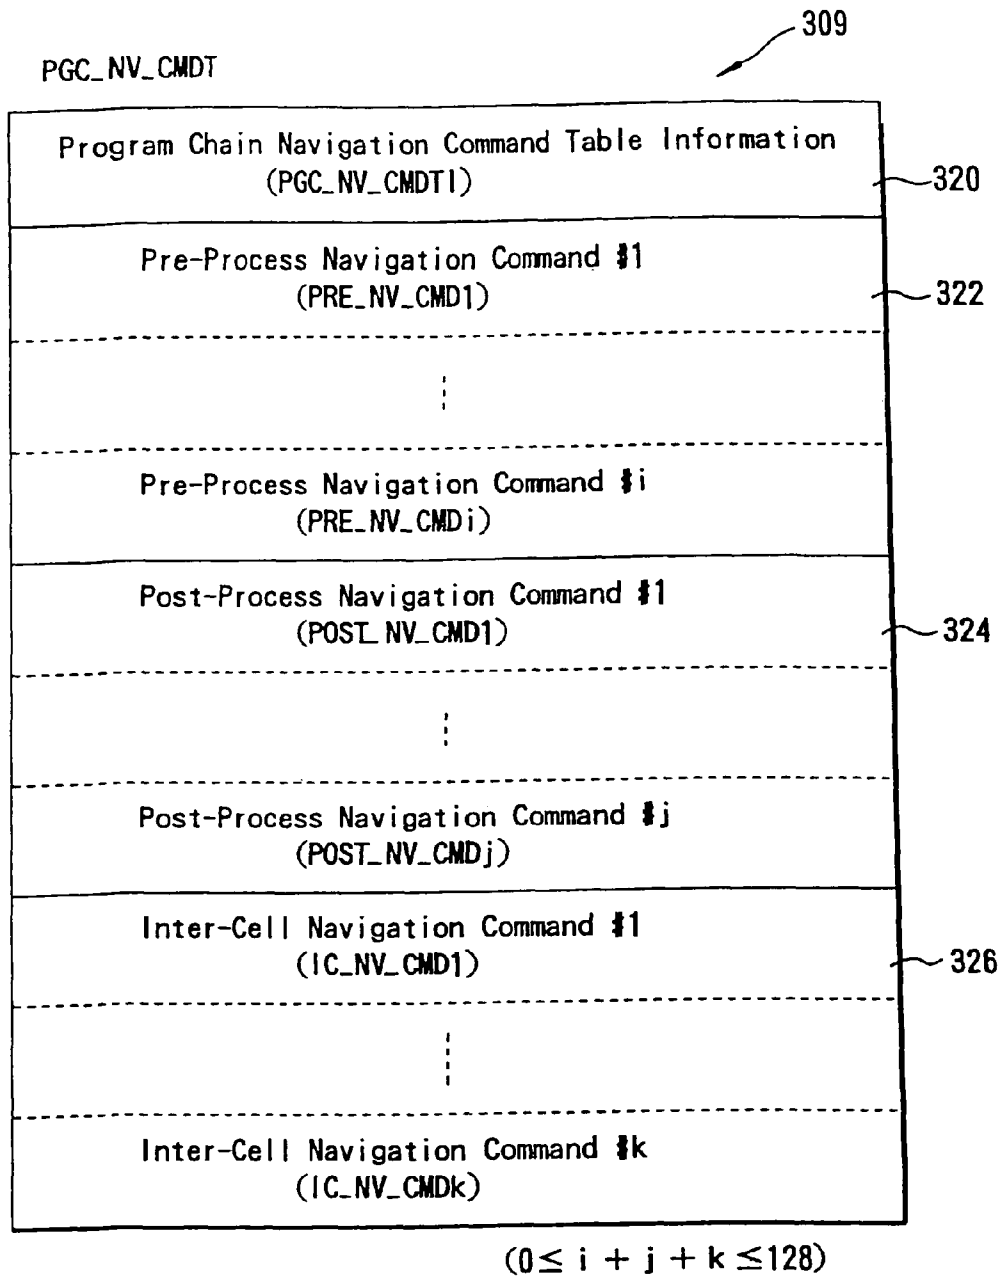 309
PGC_NV_CMDT
Program Chain Navigation Command Table Information
(PGC_NV_CMDTI)
320
Pre-Process Navigation Command #1
(PRE_NV_CMD1)
322
Pre-Process Navigation Command #i
(PRE_NV_CMDi)
Post-Process Navigation Command #1
(POST_NV_CMD1)
324
Post-Process Navigation Command #j
(POST_NV_CMDj)
Inter-Cell Navigation Command #1
(IC_NV_CMD1)
326
Inter-Cell Navigation Command #k
(IC_NV_CMDk)
(0≤ i + j + k ≤128)